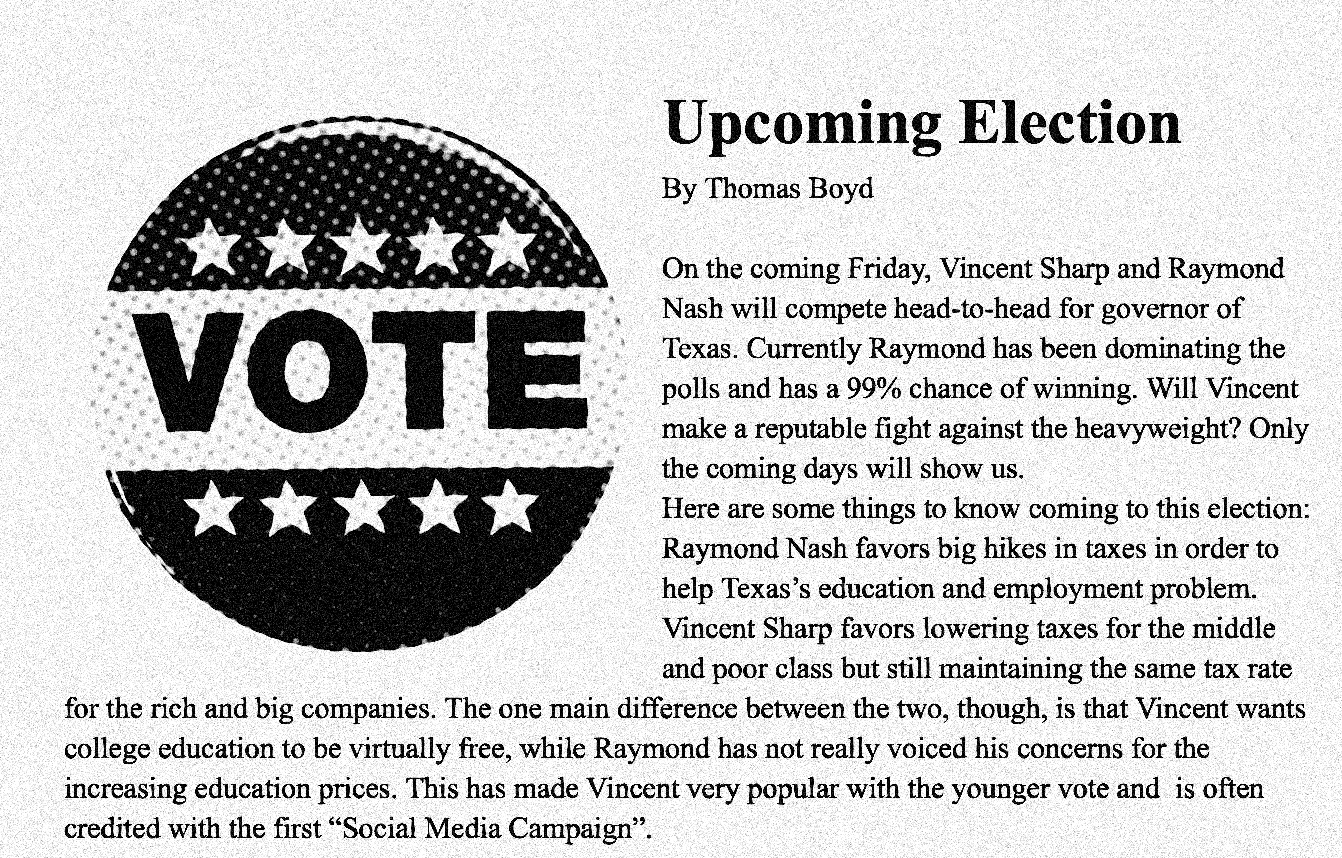 VOTE
Upcoming Election
By Thomas Boyd
On the coming Friday, Vincent Sharp and Raymond
Nash will compete head-to-head for governor of
Texas. Currently Raymond has been dominating the
polls and has a 99% chance of winning. Will Vincent
make a reputable fight against the heavyweight? Only
the coming days will show us.
Here are some things to know coming to this election:
Raymond Nash favors big hikes in taxes in order to
help Texas’s education and employment problem.
Vincent Sharp favors lowering taxes for the middle
and poor class but still maintaining the same tax rate
for the rich and big companies. The one main difference between the two, though, is that Vincent wants
college education to be virtually free, while Raymond has not really voiced his concerns for the
increasing education prices. This has made Vincent very popular with the younger vote and  is often
credited with the first “Social Media Campaign”.